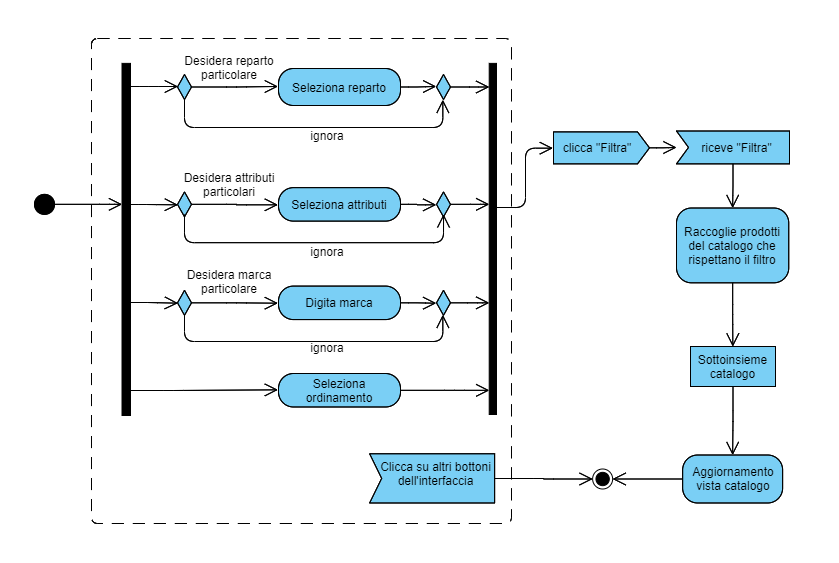 Desidera reparto
particolare
Seleziona reparto
ignora
Desidera attributi
particolari
Seleziona attributi
ignora
Desidera marca
particolare
Digita marca
ignora
Seleziona
ordinamento
Clicca su altri bottoni
dell'interfaccia
clicca "Filtra"
riceve "Filtra"
Raccoglie prodotti
del catalogo che
rispettano il filtro
Sottoinsieme
catalogo
Aggiornamento
vista catalogo